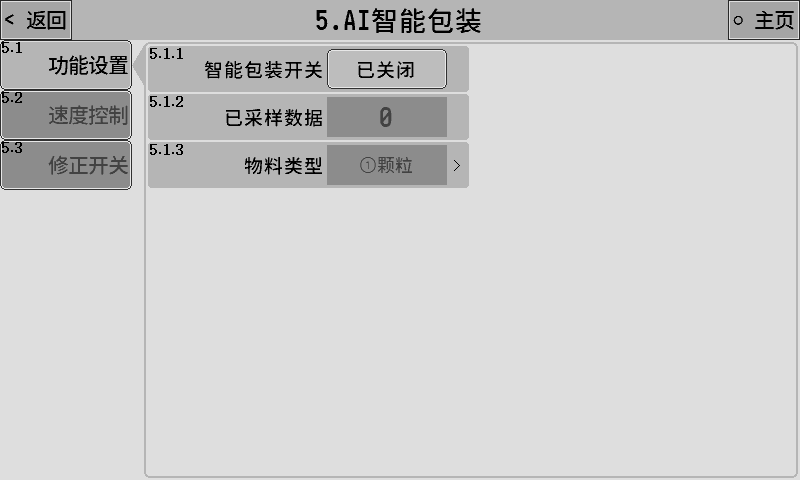 < 返回
5.AI智能包装
○ 主页
5.1
功能设置
5.2
速度控制
5.3
修正开关
5.1.1
智能包装开关
已关闭
5.1.2
已采样数据
0
5.1.3
物料类型
①颗粒 >